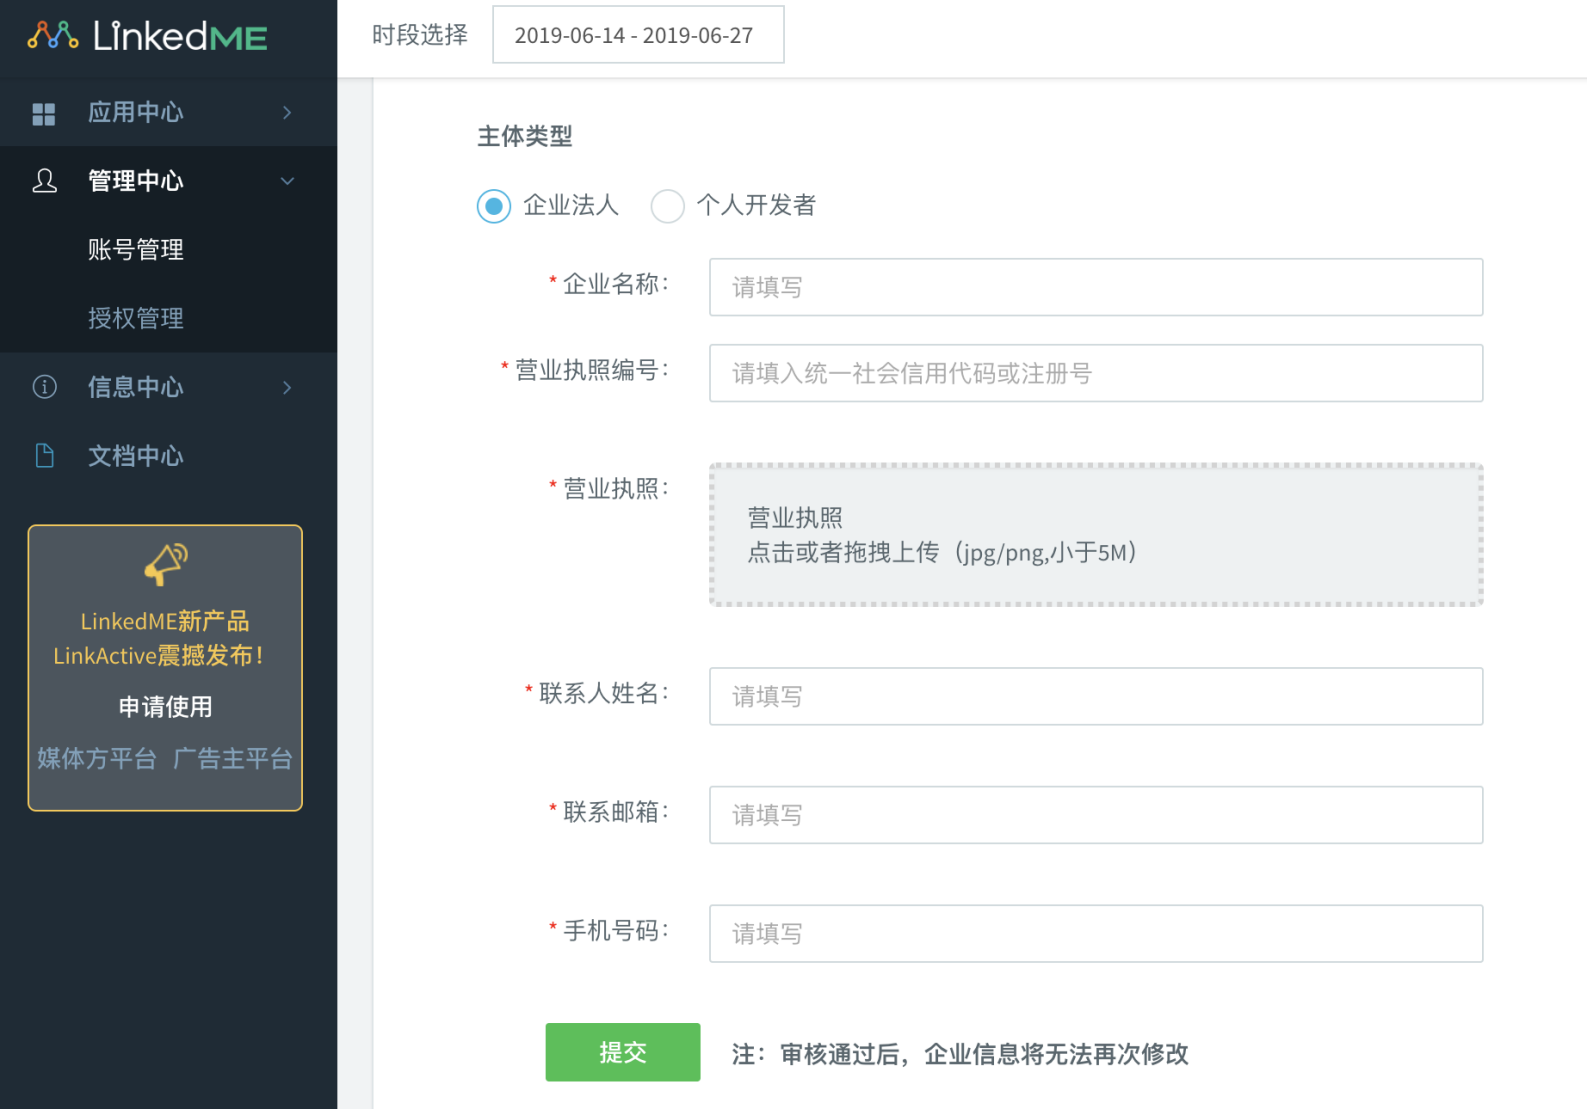 LinkedME
时段选择
2019-06-14 - 2019-06-27
应用中心
管理中心
账号管理
授权管理
信息中心
文档中心
LinkedME新产品
LinkActive震撼发布！
申请使用
媒体方平台 广告主平台
主体类型
企业法人 个人开发者
* 企业名称：
请填写
* 营业执照编号：
请填入统一社会信用代码或注册号
* 营业执照：
营业执照
点击或者拖拽上传（jpg/png,小于5M）
* 联系人姓名：
请填写
* 联系邮箱：
请填写
* 手机号码：
请填写
提交
注：审核通过后，企业信息将无法再次修改